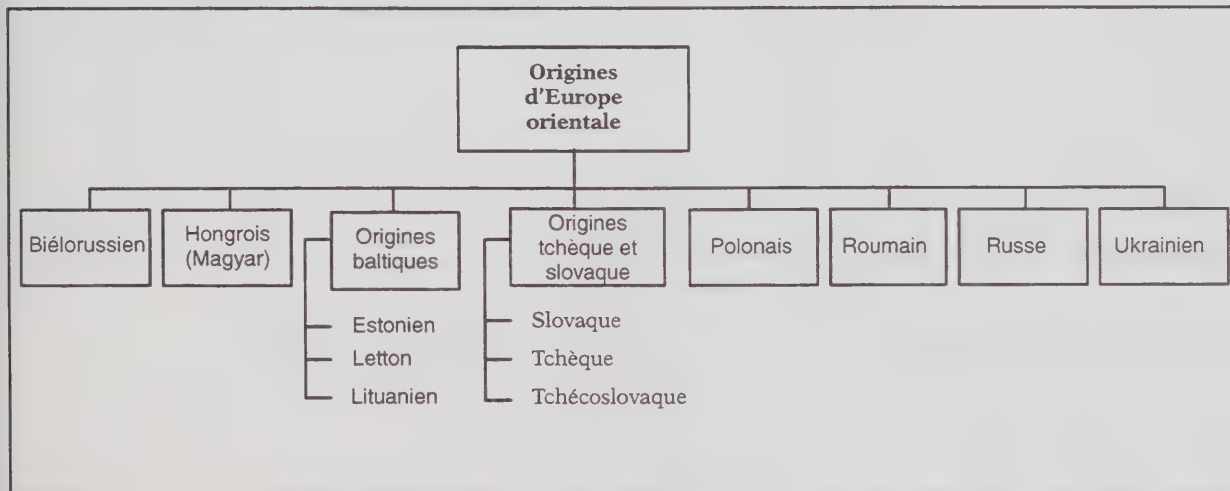 Origines
d'Europe
orientale
Biélorussien
Hongrois
(Magyar)
Origines
baltiques
Origines
tchèque et
slovaque
Polonais
Roumain
Russe
Ukrainien
Estonien
Letton
Lituanien
Slovaque
Tchèque
Tchécoslovaque